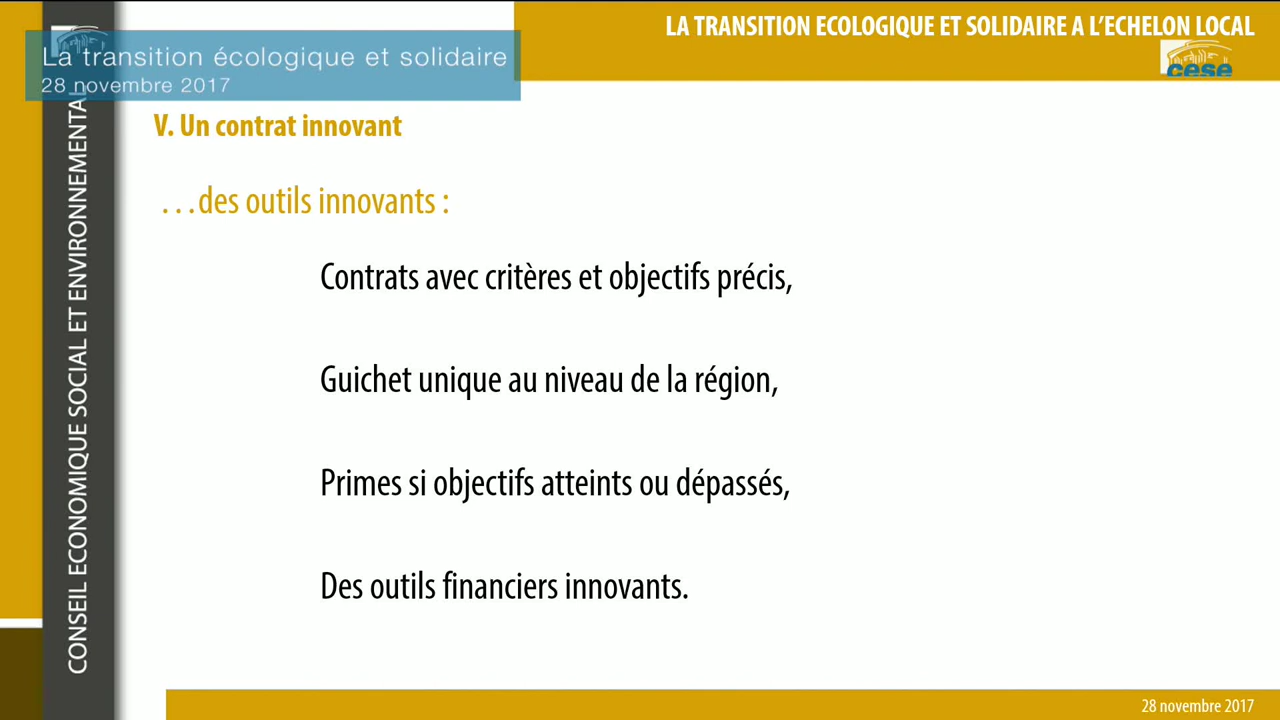 LA TRANSITION ECOLOGIQUE ET SOLIDAIRE A L’ECHELON LOCAL
cese
La transition écologique et solidaire
28 novembre 2017
CONSEIL ECONOMIQUE SOCIAL ET ENVIRONNEMENTAL
V. Un contrat innovant
...des outils innovants :
Contrats avec critères et objectifs précis,
Guichet unique au niveau de la région,
Primes si objectifs atteints ou dépassés,
Des outils financiers innovants.
28 novembre 2017